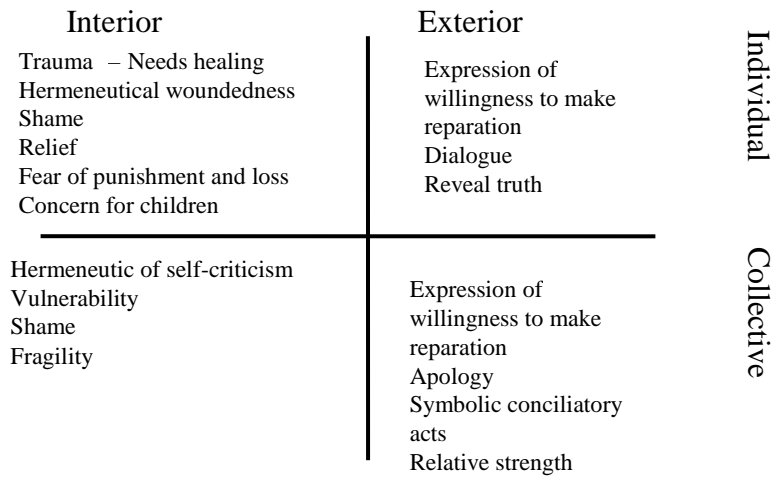 Interior
Exterior
Trauma – Needs healing
Hermeneutical woundedness
Shame
Relief
Fear of punishment and loss
Concern for children
Expression of
willingness to make
reparation
Dialogue
Reveal truth
Individual
Hermeneutic of self-criticism
Vulnerability
Shame
Fragility
Expression of
willingness to make
reparation
Apology
Symbolic conciliatory
acts
Relative strength
Collective